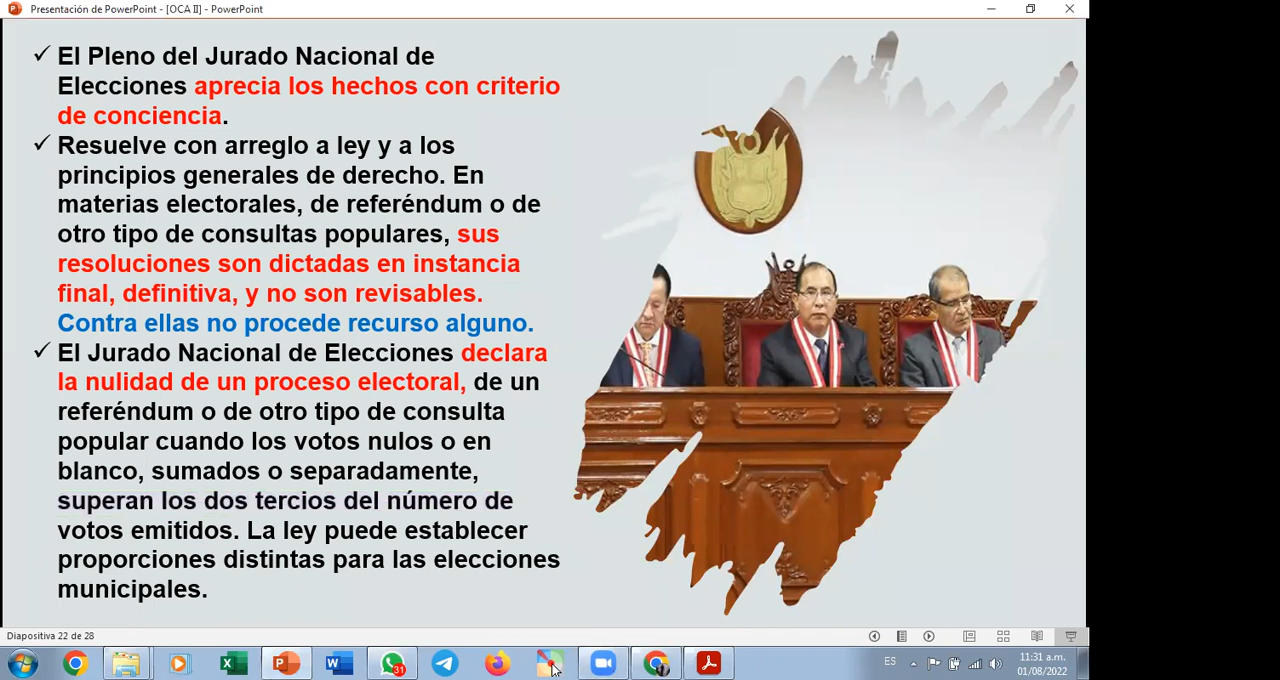 Presentación de PowerPoint - [OCA II] - PowerPoint
✓ El Pleno del Jurado Nacional de
Elecciones aprecia los hechos con criterio
de conciencia.
✓ Resuelve con arreglo a ley y a los
principios generales de derecho. En
materias electorales, de referéndum o de
otro tipo de consultas populares, sus
resoluciones son dictadas en instancia
final, definitiva, y no son revisables.
Contra ellas no procede recurso alguno.
✓ El Jurado Nacional de Elecciones declara
la nulidad de un proceso electoral, de un
referéndum o de otro tipo de consulta
popular cuando los votos nulos o en
blanco, sumados o separadamente,
superan los dos tercios del número de
votos emitidos. La ley puede establecer
proporciones distintas para las elecciones
municipales.
Diapositiva 22 de 28
31
ES
11:31 a.m.
01/08/2022